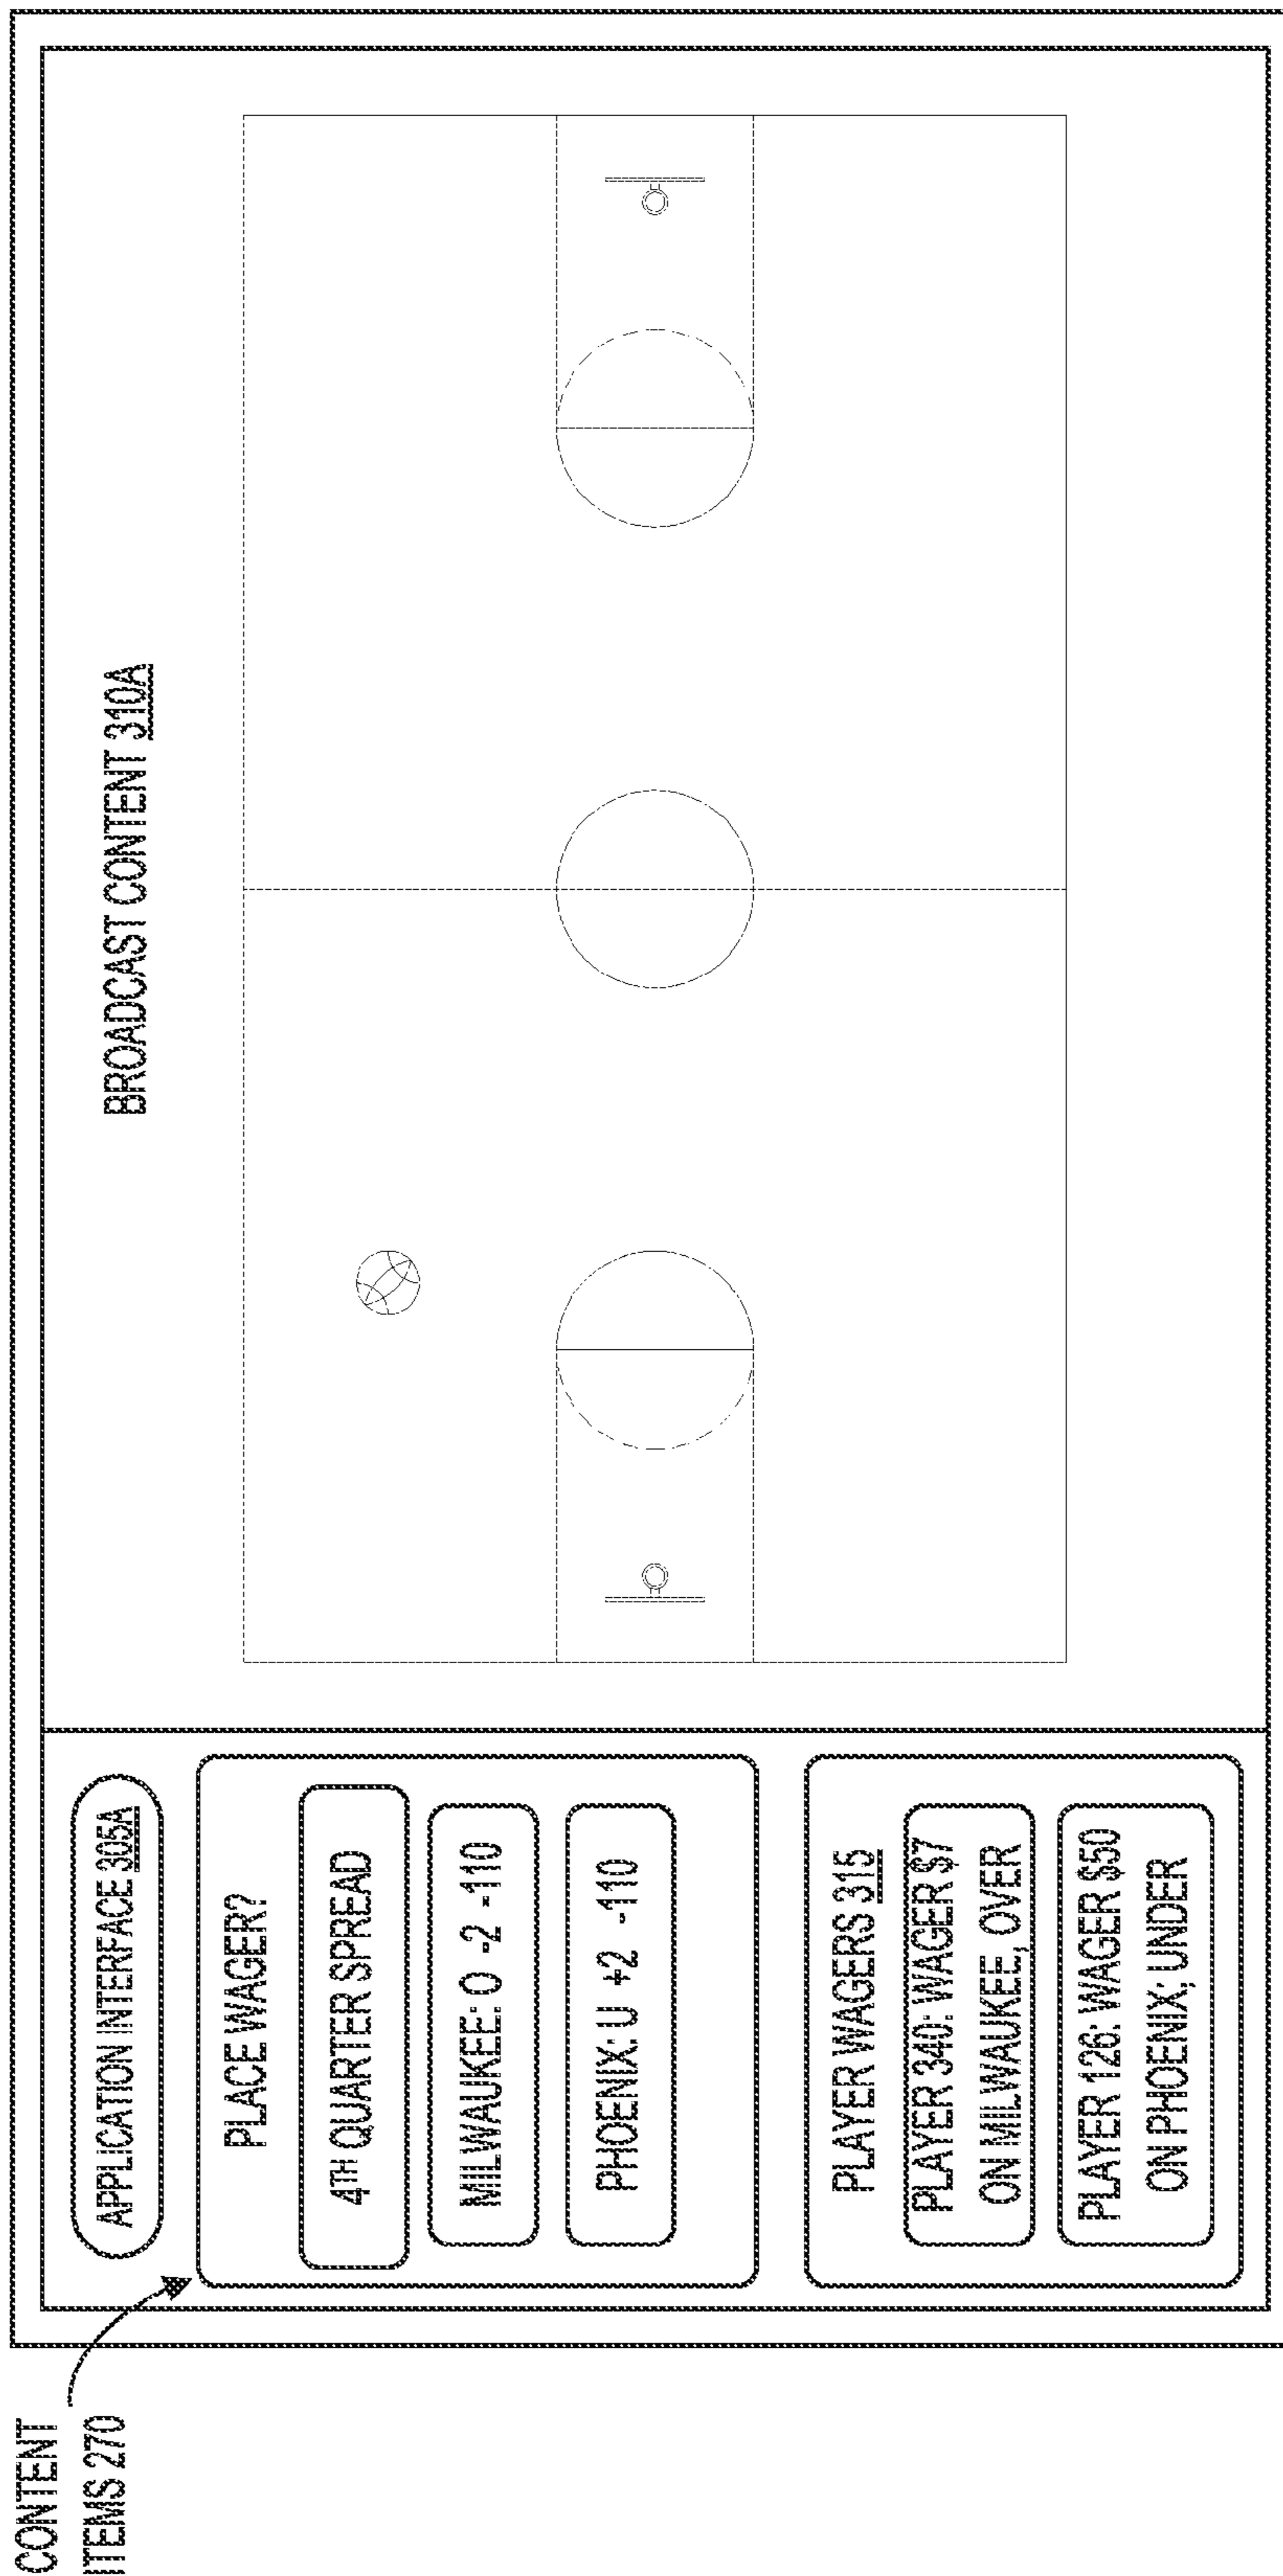 CONTENT
ITEMS 270
APPLICATION INTERFACE 305A
PLACE WAGER?
4TH QUARTER SPREAD
MILWAUKEE: O -2 -110
PHOENIX: U +2 -110
PLAYER WAGERS 315
PLAYER 340: WAGER $7
ON MILWAUKEE, OVER
PLAYER 126: WAGER $50
ON PHOENIX; UNDER
BROADCAST CONTENT 310A